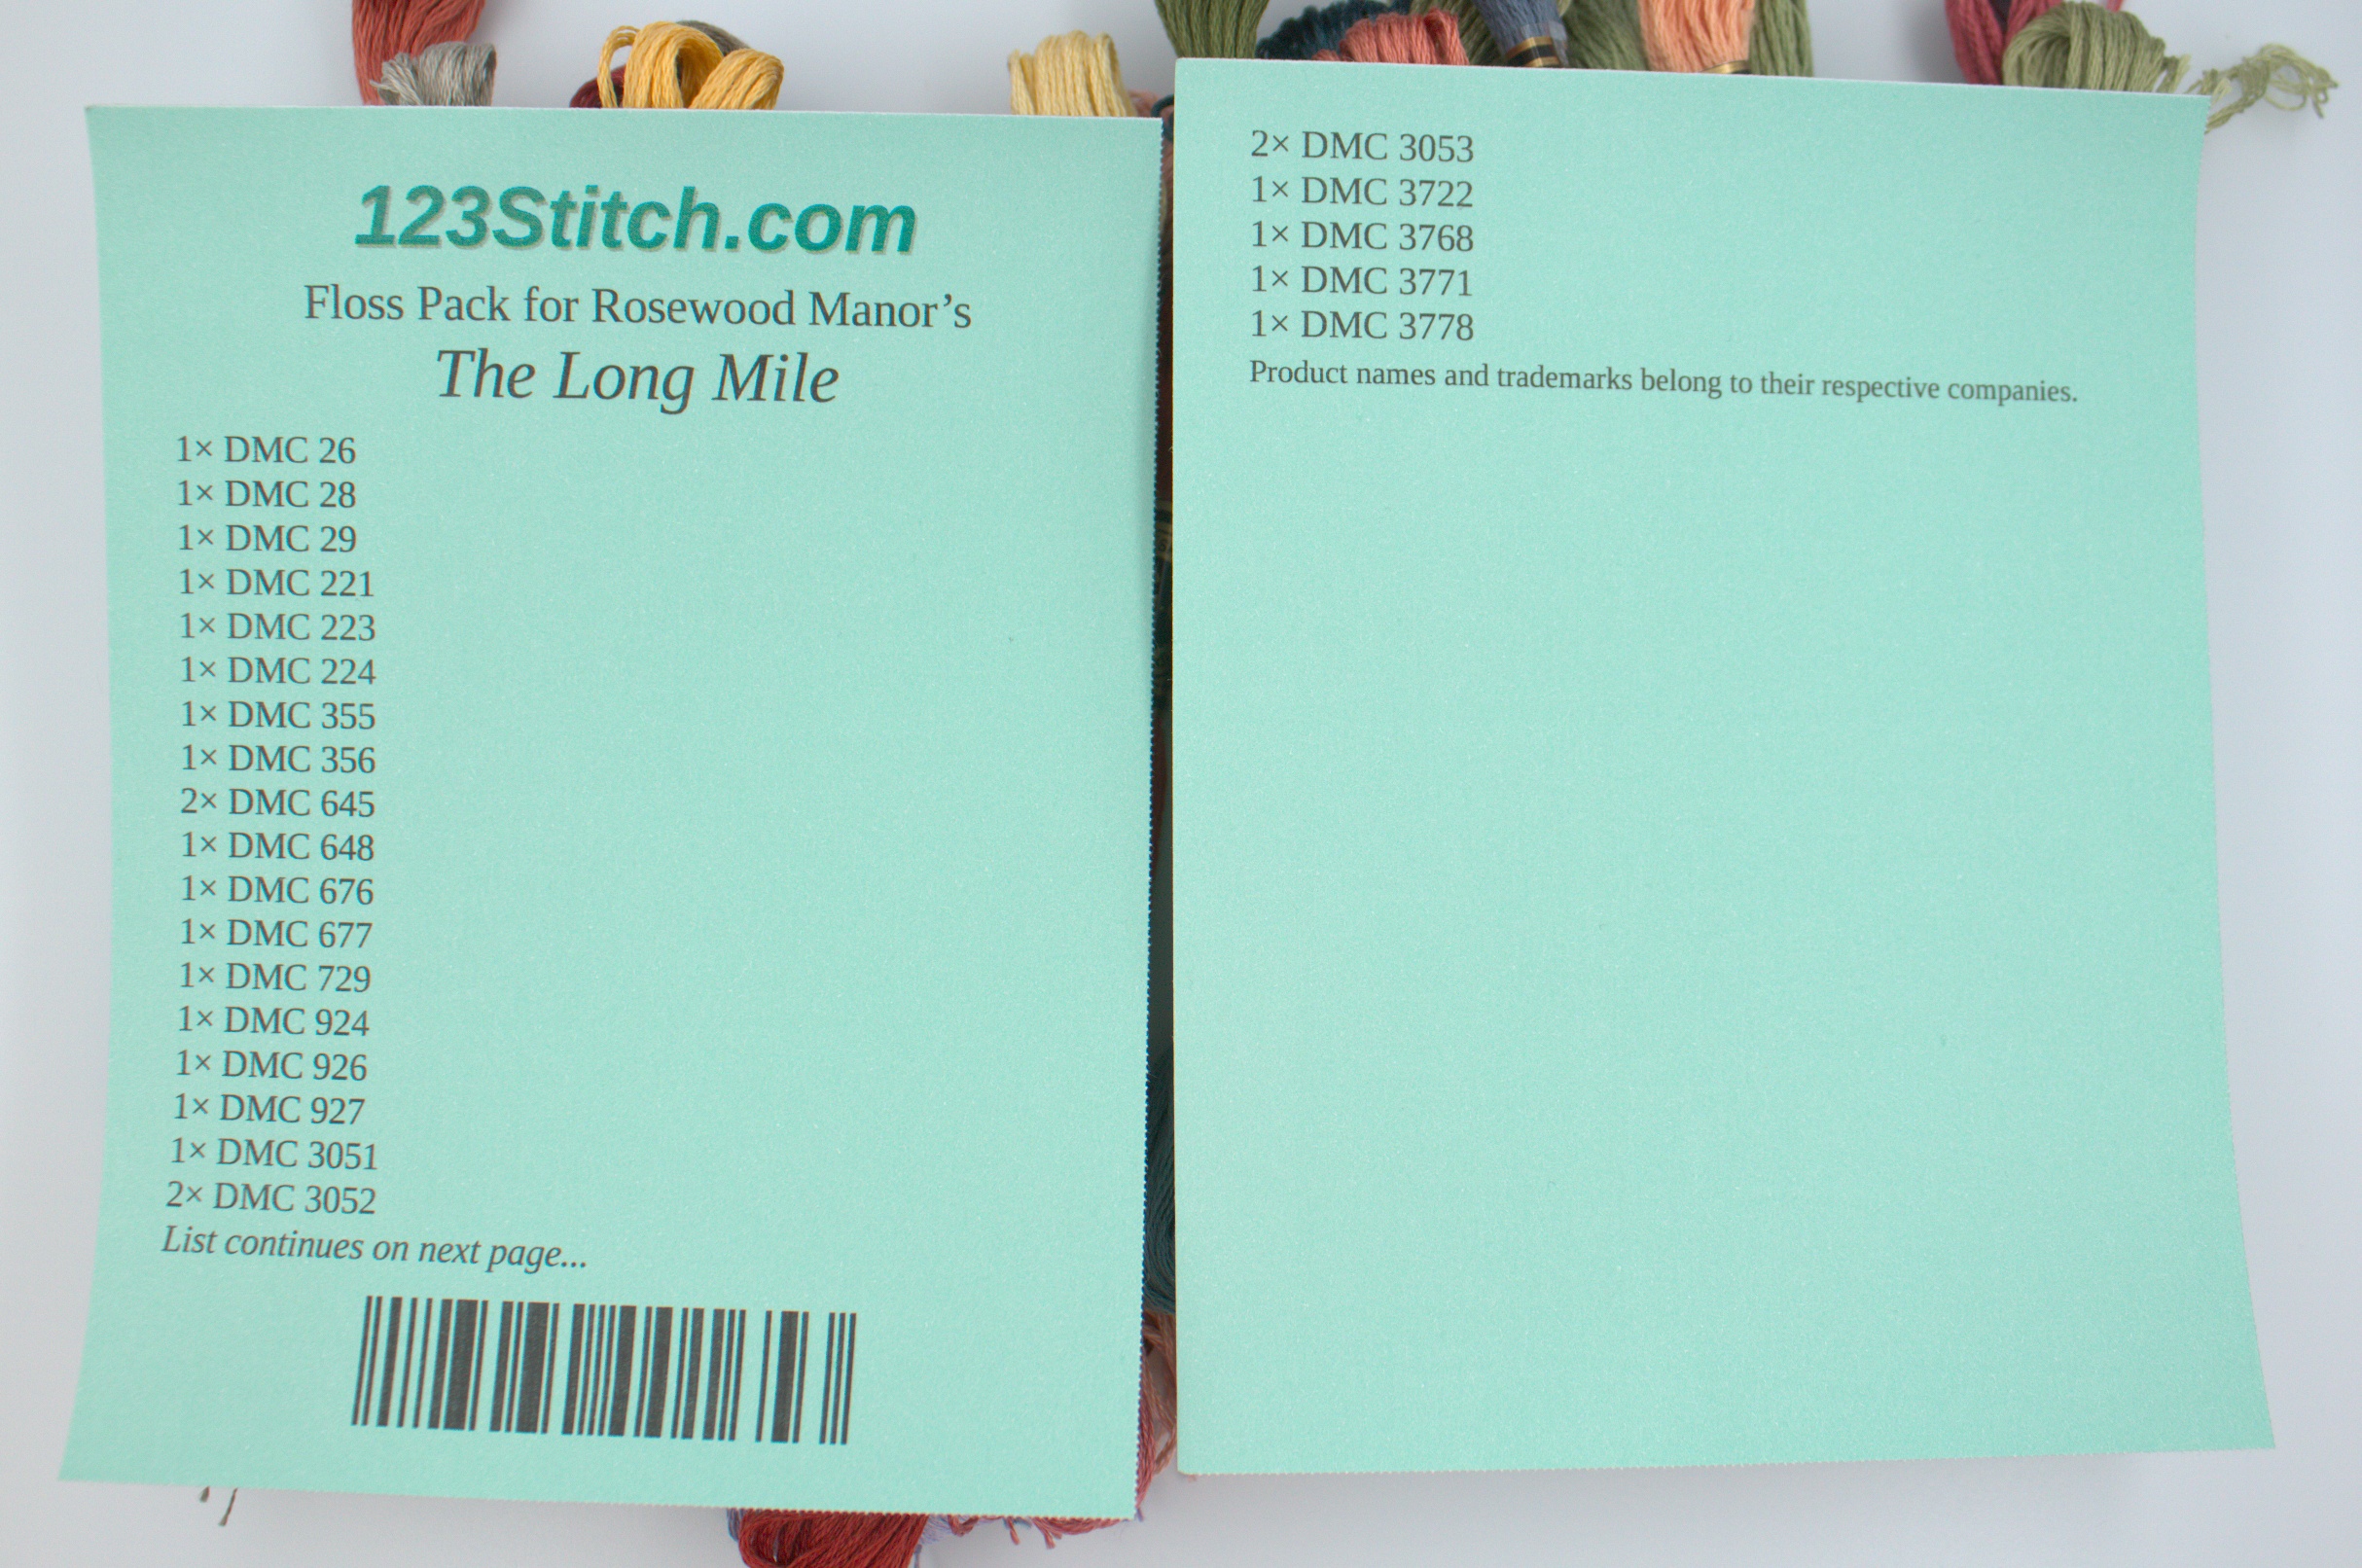 123Stitch.com
Floss Pack for Rosewood Manor’s
The Long Mile
1× DMC 26
1× DMC 28
1× DMC 29
1× DMC 221
1× DMC 223
1× DMC 224
1× DMC 355
1× DMC 356
2× DMC 645
1× DMC 648
1× DMC 676
1× DMC 677
1× DMC 729
1× DMC 924
1× DMC 926
1× DMC 927
1× DMC 3051
2× DMC 3052
List continues on next page...
2× DMC 3053
1× DMC 3722
1× DMC 3768
1× DMC 3771
1× DMC 3778
Product names and trademarks belong to their respective companies.